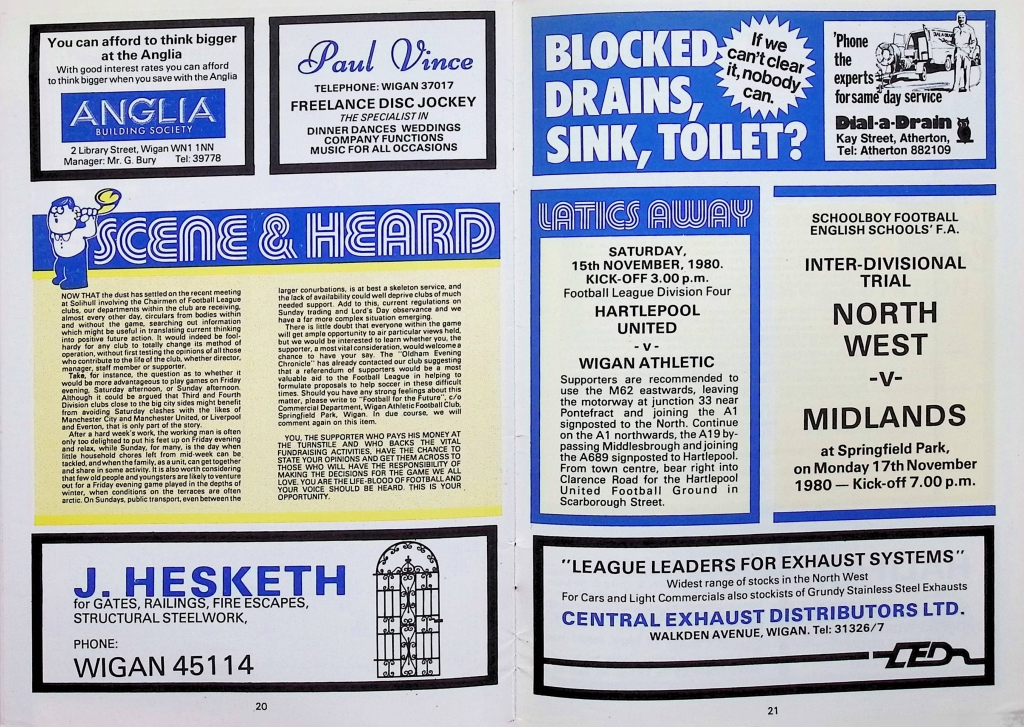 You can afford to think bigger
at the Anglia
With good interest rates you can afford
to think bigger when you save with the Anglia
ANGLIA
BUILDING SOCIETY
2 Library Street, Wigan WN1 1NN
Manager: Mr. G. Bury Tel: 39778
Paul Vince
TELEPHONE: WIGAN 37017
FREELANCE DISC JOCKEY
THE SPECIALIST IN
DINNER DANCES WEDDINGS
COMPANY FUNCTIONS
MUSIC FOR ALL OCCASIONS
SCENE & HEARD
NOW THAT the dust has settled on the recent meeting
at Solihull involving the Chairmen of Football League
clubs, our departments within the club are receiving,
almost every other day, circulars from bodies within
and without the game, searching out information
which might be useful in translating current thinking
into positive future action. It would indeed be fool-
hardy for any club to totally change its method of
operation, without first testing the opinions of all those
who contribute to the life of the club, whether director,
manager, staff member or supporter.
Take, for instance, the question as to whether it
would be more advantageous to play games on Friday
evening, Saturday afternoon, or Sunday afternoon.
Although it could be argued that Third and Fourth
Division clubs close to the big city sides might benefit
from avoiding Saturday clashes with the likes of
Manchester City and Manchester United, or Liverpool
and Everton, that is only part of the story.
After a hard week's work, the working man is often
only too delighted to put his feet up on Friday evening
and relax, while Sunday, for many, is the day when
little household chores left from mid-week can be
tackled, and when the family, as a unit, can get together
and share in some activity. It is also worth considering
that few old people and youngsters are likely to venture
out for a Friday evening game played in the depths of
winter, when conditions on the terraces are often
arctic. On Sundays, public transport, even between the
larger conurbations, is at best a skeleton service, and
the lack of availability could well deprive clubs of much
needed support. Add to this, current regulations on
Sunday trading and Lord's Day observance and we
have a far more complex situation emerging.
There is little doubt that everyone within the game
will get ample opportunity to air particular views held,
but we would be interested to learn whether you, the
supporter, a most vital consideration, would welcome a
chance to have your say. The "Oldham Evening
Chronicle" has already contacted our club suggesting
that a referendum of supporters would be a most
valuable aid to the Football League in helping to
formulate proposals to help soccer in these difficult
times. Should you have any strong feelings about this
matter, please write to "Football for the Future", c/o
Commercial Department, Wigan Athletic Football Club,
Springfield Park, Wigan. In due course, we will
comment again on this item.
YOU, THE SUPPORTER WHO PAYS HIS MONEY AT
THE TURNSTILE AND WHO BACKS THE VITAL
FUNDRAISING ACTIVITIES, HAVE THE CHANCE TO
STATE YOUR OPINIONS AND GET THEM ACROSS TO
THOSE WHO WILL HAVE THE RESPONSIBILITY OF
MAKING THE DECISIONS FOR THE GAME WE ALL
LOVE. YOU ARE THE LIFE-BLOOD OF FOOTBALL AND
YOUR VOICE SHOULD BE HEARD. THIS IS YOUR
OPPORTUNITY.
J. HESKETH
for GATES, RAILINGS, FIRE ESCAPES,
STRUCTURAL STEELWORK,
PHONE:
WIGAN 45114
20
BLOCKED
DRAINS,
SINK, TOILET?
If we
can't clear
it, nobody
can.
'Phone
the
experts
for same day service
Dial-a-Drain
Kay Street, Atherton,
Tel: Atherton 882109
LATICS AWAY
SATURDAY,
15th NOVEMBER, 1980.
KICK-OFF 3.00 p.m.
Football League Division Four
HARTLEPOOL
UNITED
- v -
WIGAN ATHLETIC
Supporters are recommended to
use the M62 eastwards, leaving
the motorway at junction 33 near
Pontefract and joining the A1
signposted to the North. Continue
on the A1 northwards, the A19 by-
passing Middlesbrough and joining
the A689 signposted to Hartlepool.
From town centre, bear right into
Clarence Road for the Hartlepool
United Football Ground in
Scarborough Street.
SCHOOLBOY FOOTBALL
ENGLISH SCHOOLS' F.A.
INTER-DIVISIONAL
TRIAL
NORTH
WEST
-v-
MIDLANDS
at Springfield Park,
on Monday 17th November
1980 — Kick-off 7.00 p.m.
"LEAGUE LEADERS FOR EXHAUST SYSTEMS"
Widest range of stocks in the North West
For Cars and Light Commercials also stockists of Grundy Stainless Steel Exhausts
CENTRAL EXHAUST DISTRIBUTORS LTD.
WALKDEN AVENUE, WIGAN. Tel: 31326/7
CED
21